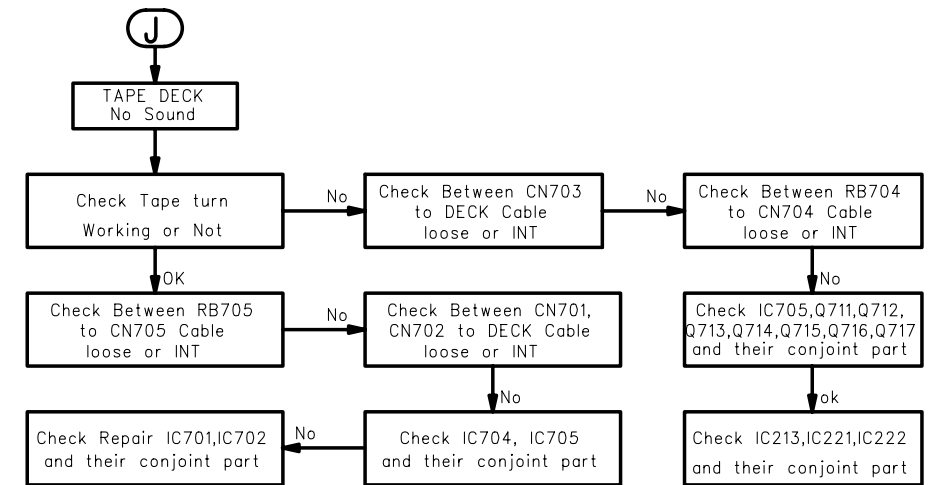 J
TAPE DECK
No Sound
Check Tape turn
Working or Not
No
Check Between CN703
to DECK Cable
loose or INT
No
Check Between RB704
to CN704 Cable
loose or INT
OK
No
Check Between RB705
to CN705 Cable
loose or INT
No
Check Between CN701,
CN702 to DECK Cable
loose or INT
Check IC705,Q711,Q712,
Q713,Q714,Q715,Q716,Q717
and their conjoint part
No
ok
Check Repair IC701,IC702
and their conjoint part
No
Check IC704, IC705
and their conjoint part
Check IC213,IC221,IC222
and their conjoint part